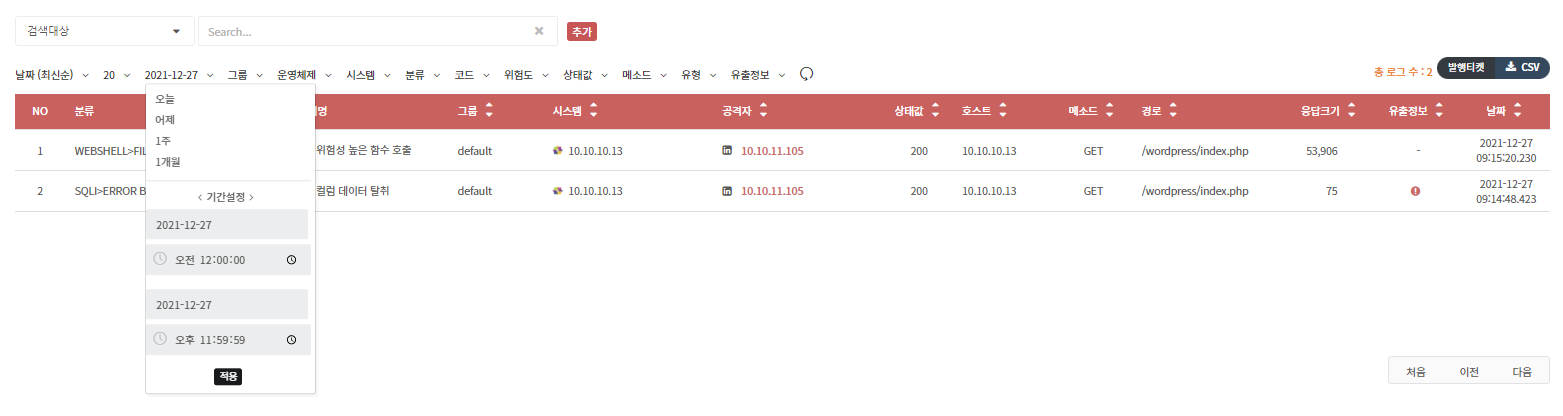 검색대상 Search... 추가
날짜 (최신순) 20 2021-12-27 그룹 운영체제 시스템 분류 코드 위험도 상태값 메소드 유형 유출정보 총 로그 수 : 2 발행티켓 CSV
NO 분류 명 그룹 시스템 공격자 상태값 호스트 메소드 경로 응답크기 유출정보 날짜
1 WEBSHELL>FIL 위험성 높은 함수 호출 default 10.10.10.13 10.10.11.105 200 10.10.10.13 GET /wordpress/index.php 53,906 - 2021-12-27
09:15:20.230
2 SQLI>ERROR B 컬럼 데이터 탈취 default 10.10.10.13 10.10.11.105 200 10.10.10.13 GET /wordpress/index.php 75 2021-12-27
09:14:48.423
오늘
어제
1주
1개월
< 기간설정 >
2021-12-27
오전 12:00:00
2021-12-27
오후 11:59:59
적용
처음 이전 다음